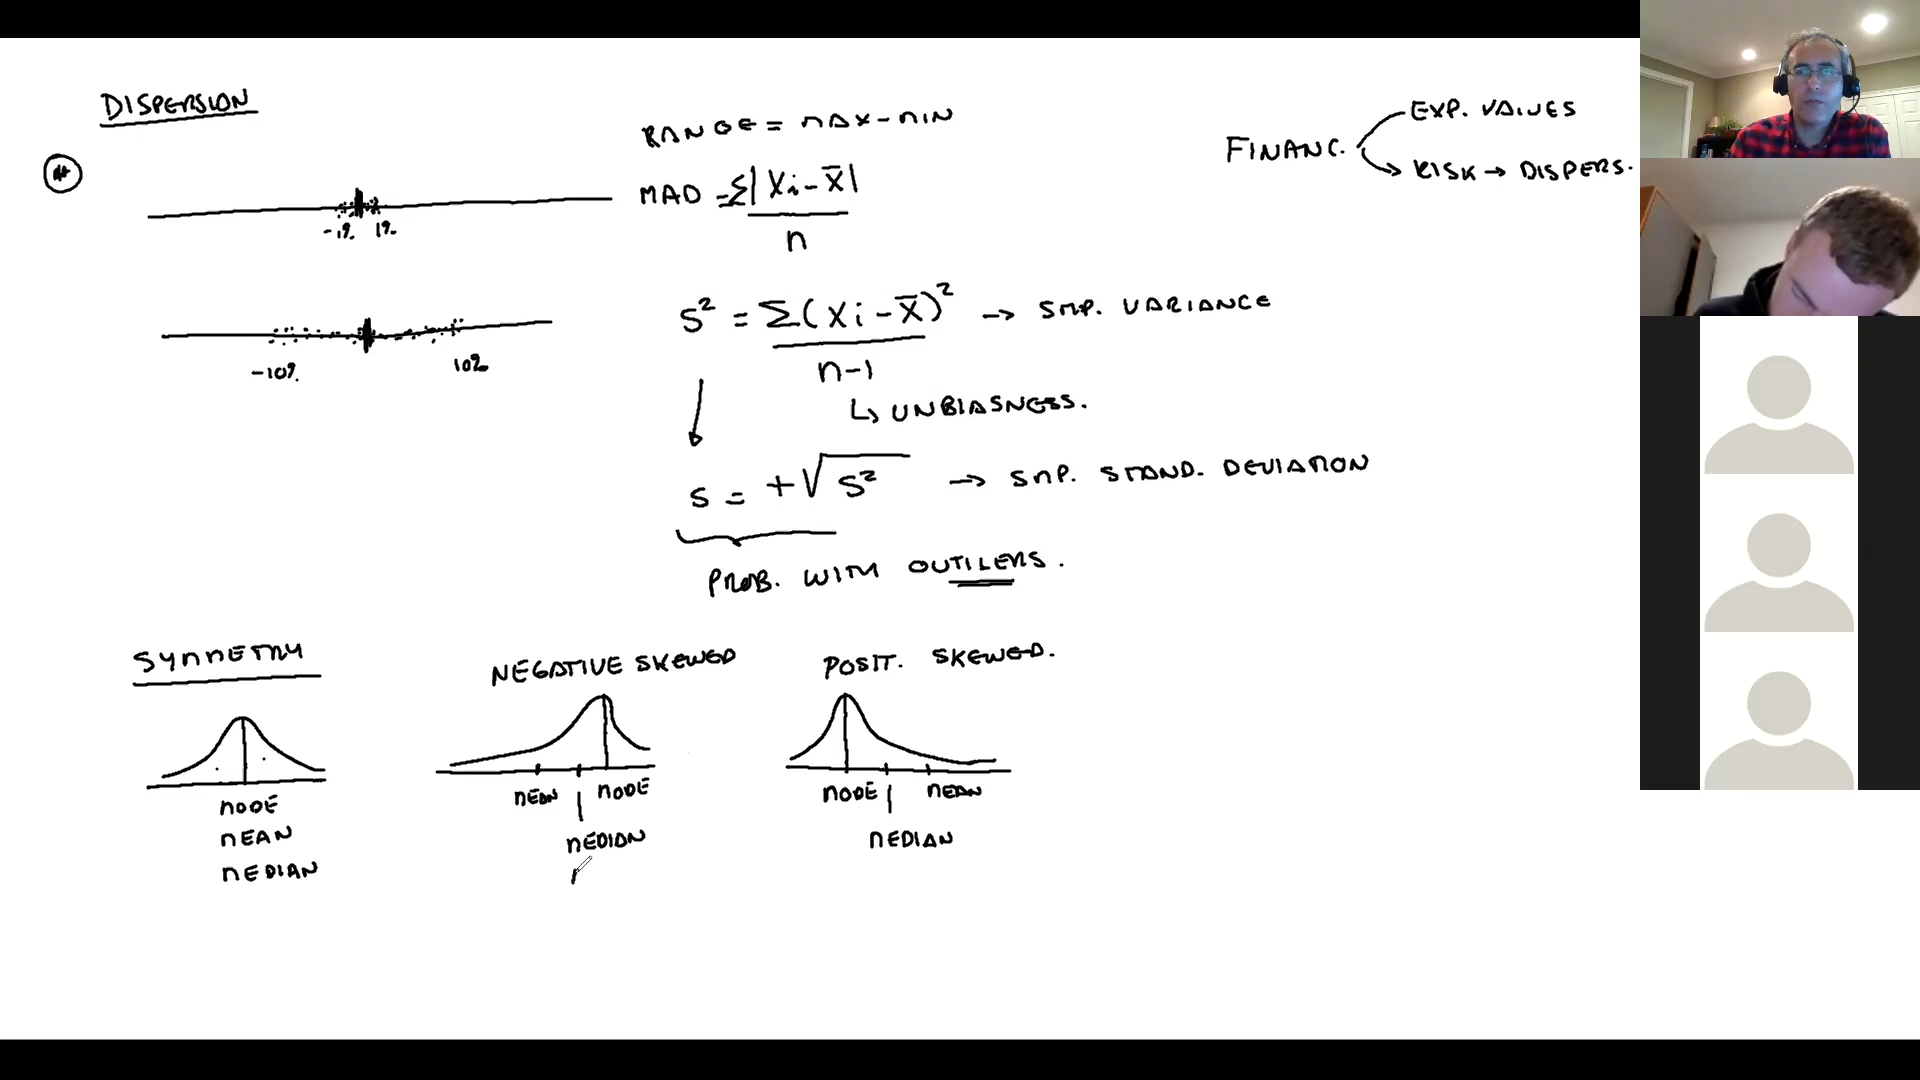 DISPERSION
RANGE = MAX - MIN
FINANC.
EXP. VALUES
RISK → DISPERS.
MAD = Σ|Xi - X̄|
n
-1% 1%
S² = Σ(Xi - X̄)² → SMP. VARIANCE
n-1
↳ UNBIASNESS.
-10% 10%
S = +√S² → SMP. STAND. DEVIATION
PROB. WITH OUTILERS.
SYMMETRY
NEGATIVE SKEWED
POSIT. SKEWED.
MODE
MEAN
MEDIAN
MEAN MODE
MEDIAN
MODE MEAN
MEDIAN